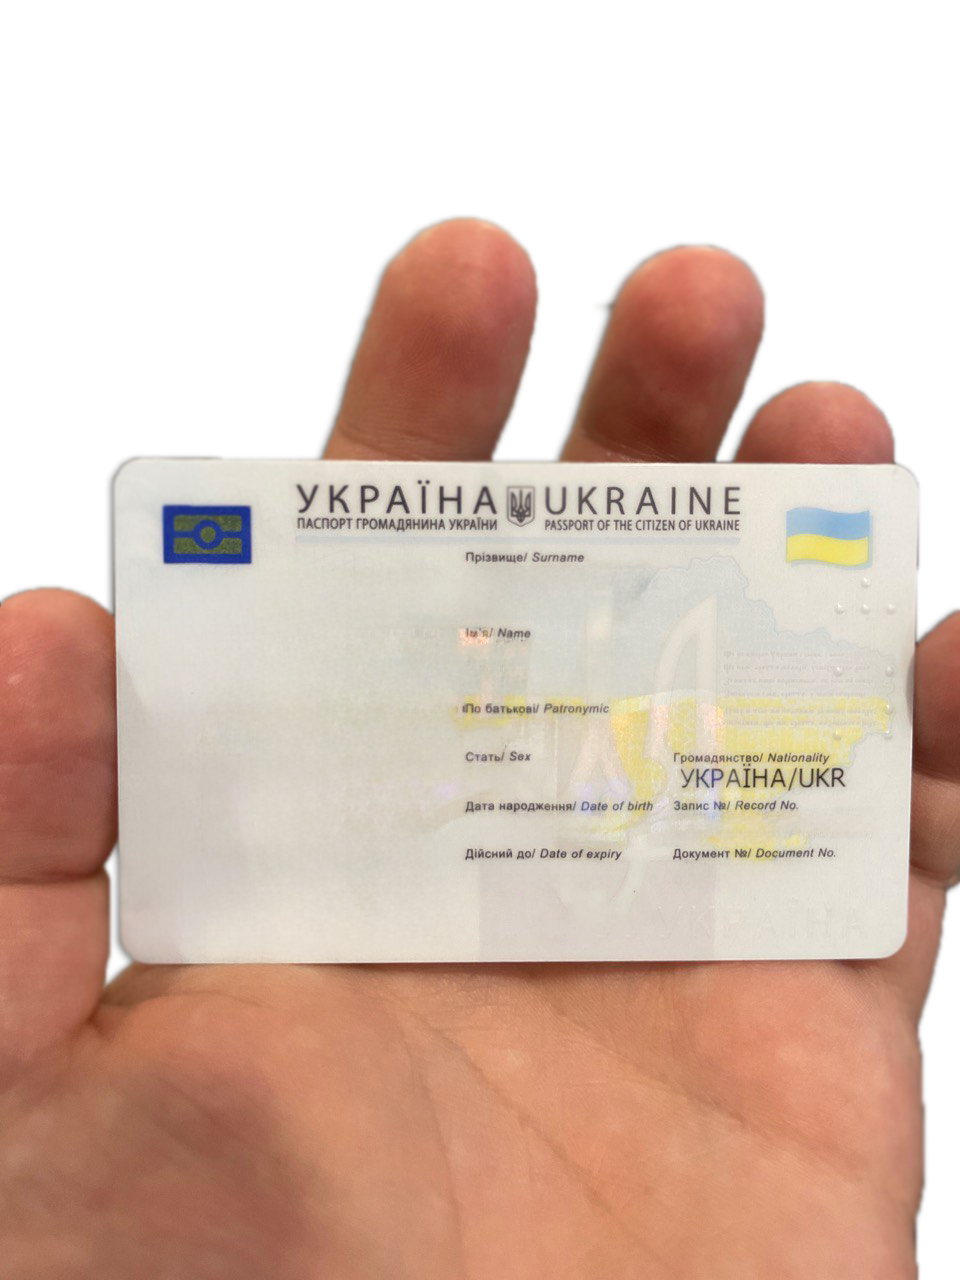 УКРАЇНА UKRAINE
ПАСПОРТ ГРОМАДЯНИНА УКРАЇНИ PASSPORT OF THE CITIZEN OF UKRAINE
Прізвище/ Surname
Ім'я/ Name
По батькові/ Patronymic
Стать/ Sex Громадянство/ Nationality
УКРАЇНА/UKR
Дата народження/ Date of birth Запис №/ Record No.
Дійсний до/ Date of expiry Документ №/ Document No.